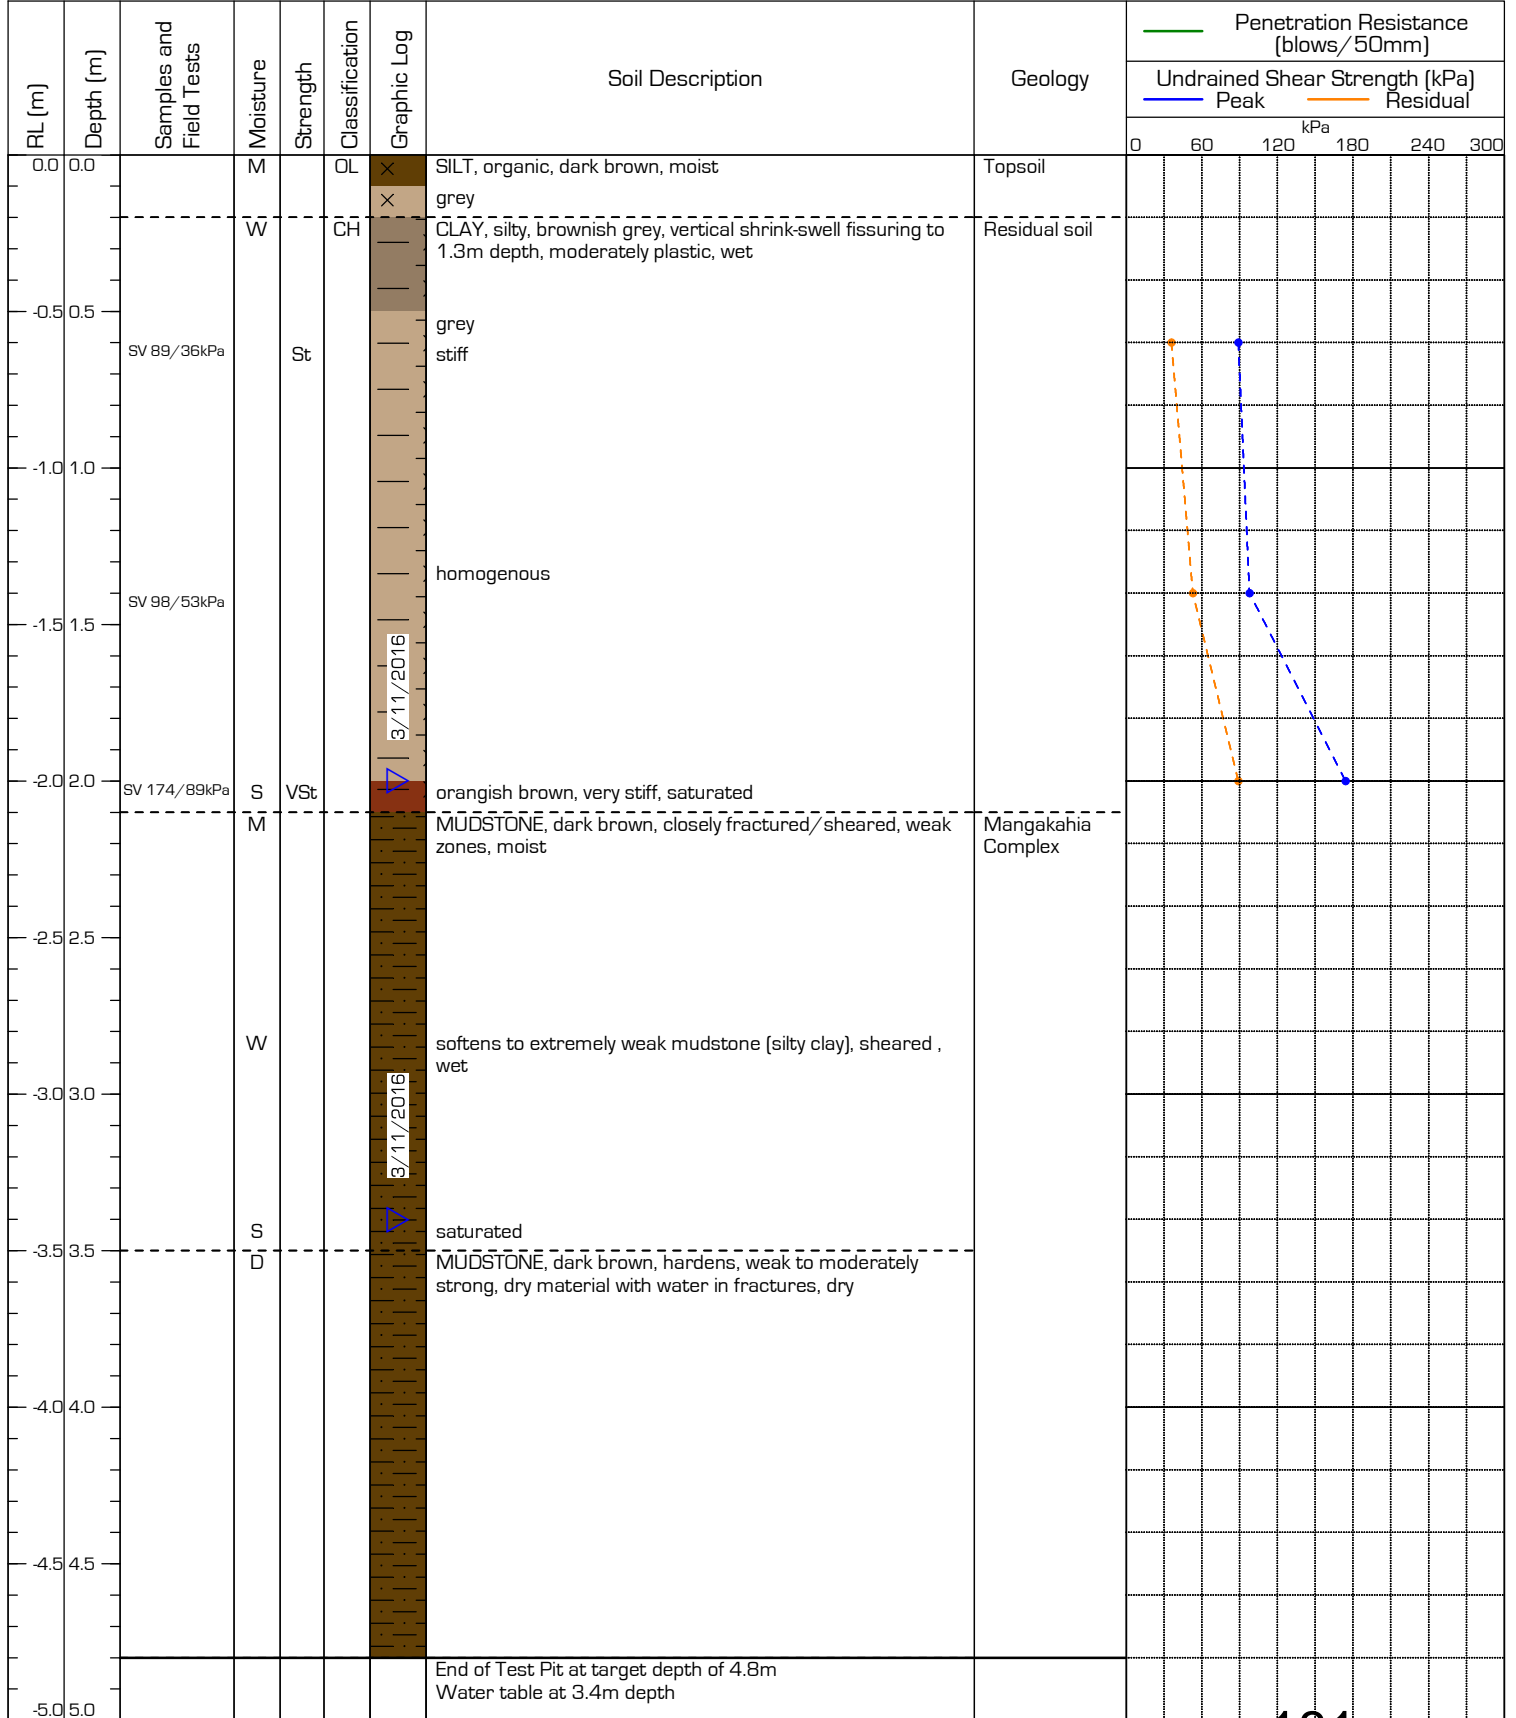 RL (m)
Depth (m)
Samples and
Field Tests
Moisture
Strength
Classification
Graphic Log
Soil Description
Geology
Penetration Resistance
(blows/50mm)
Undrained Shear Strength (kPa)
Peak Residual
kPa
0 60 120 180 240 300
0.0 0.0 M OL SILT, organic, dark brown, moist Topsoil
grey
W CH CLAY, silty, brownish grey, vertical shrink-swell fissuring to Residual soil
1.3m depth, moderately plastic, wet
-0.5 0.5
grey
SV 89/36kPa St stiff
-1.0 1.0
homogenous
SV 98/53kPa
-1.5 1.5
3/11/2016
-2.0 2.0
SV 174/89kPa S VSt orangish brown, very stiff, saturated
M MUDSTONE, dark brown, closely fractured/sheared, weak Mangakahia
zones, moist Complex
-2.5 2.5
W softens to extremely weak mudstone (silty clay), sheared ,
wet
-3.0 3.0
3/11/2016
S saturated
-3.5 3.5
D MUDSTONE, dark brown, hardens, weak to moderately
strong, dry material with water in fractures, dry
-4.0 4.0
-4.5 4.5
End of Test Pit at target depth of 4.8m
Water table at 3.4m depth
-5.0 5.0